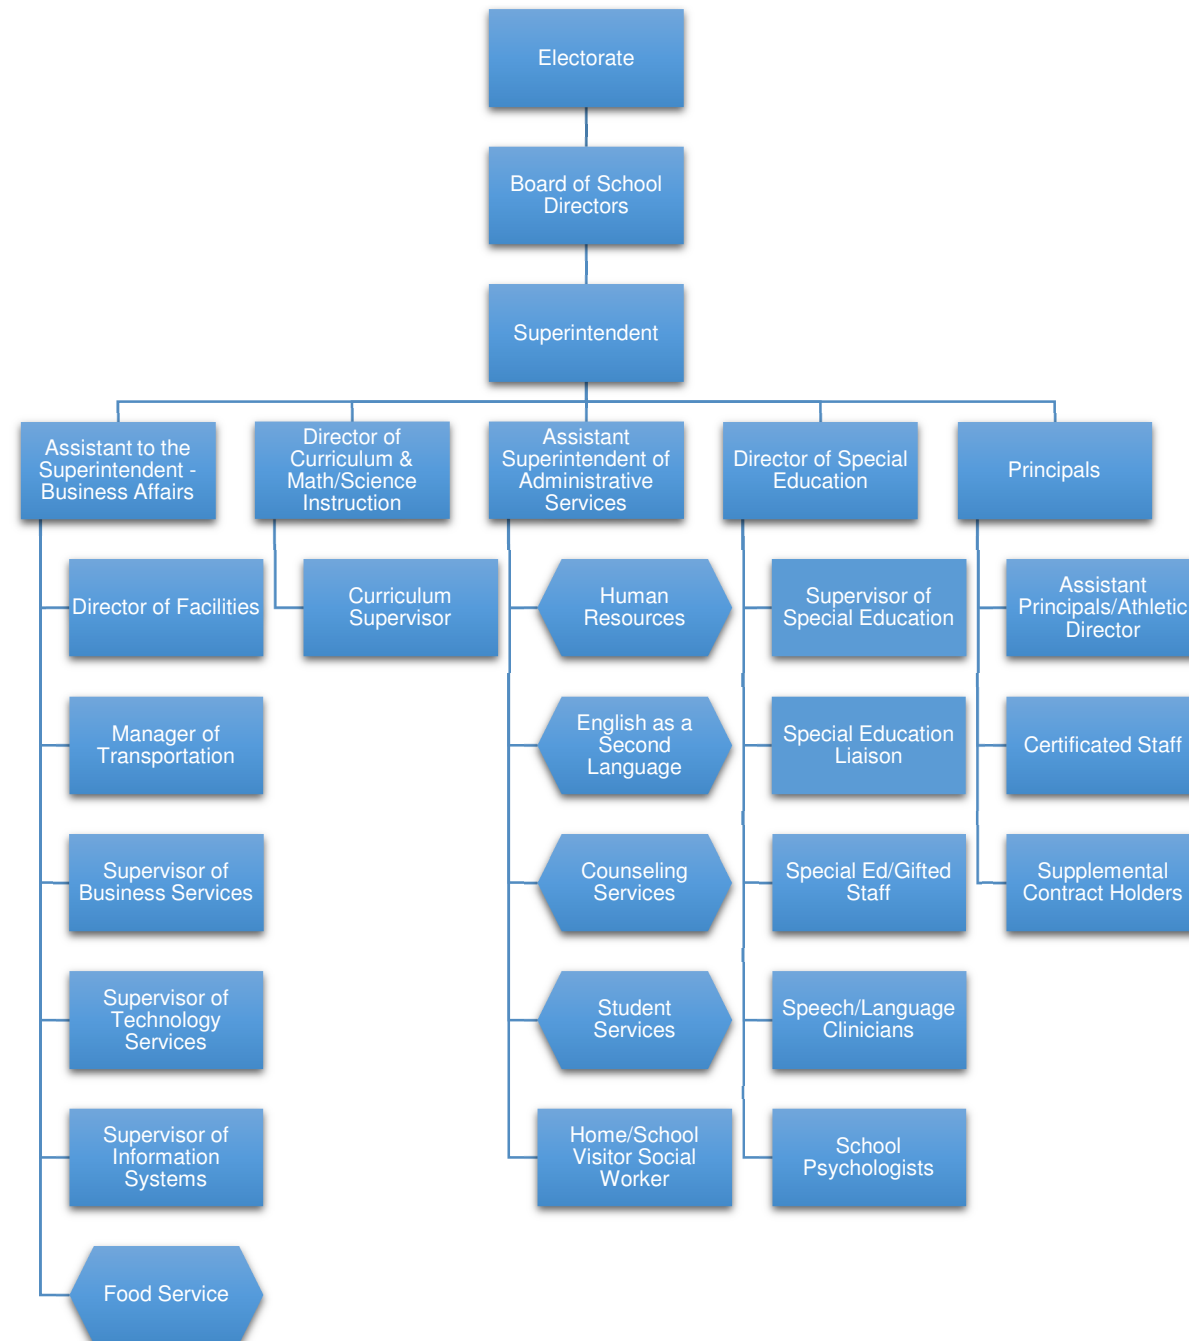 Electorate
Board of School
Directors
Superintendent
Assistant to the
Superintendent -
Business Affairs
Director of
Curriculum &
Math/Science
Instruction
Assistant
Superintendent of
Administrative
Services
Director of Special
Education
Principals
Director of Facilities
Manager of
Transportation
Supervisor of
Business Services
Supervisor of
Technology
Services
Supervisor of
Information
Systems
Food Service
Curriculum
Supervisor
Human
Resources
English as a
Second
Language
Counseling
Services
Student
Services
Home/School
Visitor Social
Worker
Supervisor of
Special Education
Special Education
Liaison
Special Ed/Gifted
Staff
Speech/Language
Clinicians
School
Psychologists
Assistant
Principals/Athletic
Director
Certificated Staff
Supplemental
Contract Holders